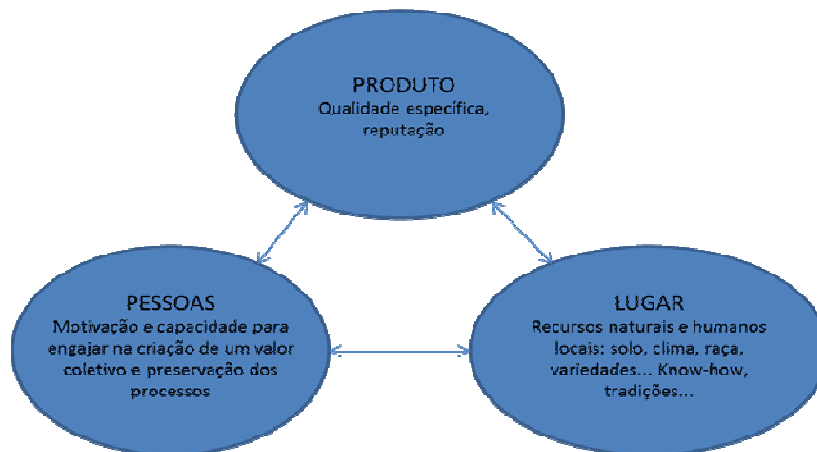 PRODUTO
Qualidade específica,
reputação
PESSOAS
Motivação e capacidade para
engajar na criação de um valor
coletivo e preservação dos
processos
LUGAR
Recursos naturais e humanos
locais: solo, clima, raça,
variedades... Know-how,
tradições...